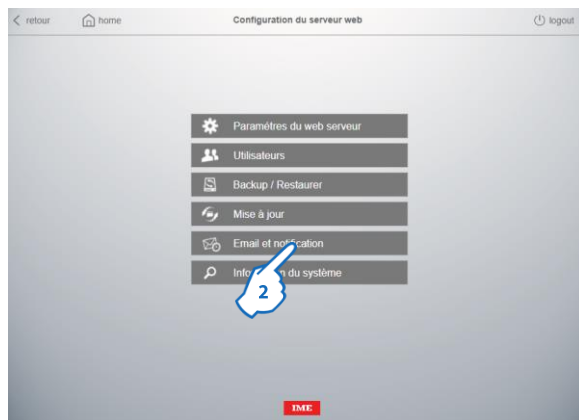 retour
home
Configuration du serveur web
logout
Paramétres du web serveur
Utilisateurs
Backup / Restaurer
Mise à jour
Email et notification
du système
2
IME